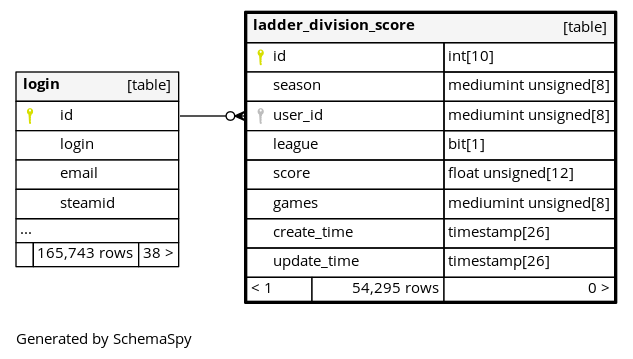 login [table]
id
login
email
steamid
...
165,743 rows 38 >
ladder_division_score [table]
id int[10]
season mediumint unsigned[8]
user_id mediumint unsigned[8]
league bit[1]
score float unsigned[12]
games mediumint unsigned[8]
create_time timestamp[26]
update_time timestamp[26]
< 1 54,295 rows 0 >
Generated by SchemaSpy